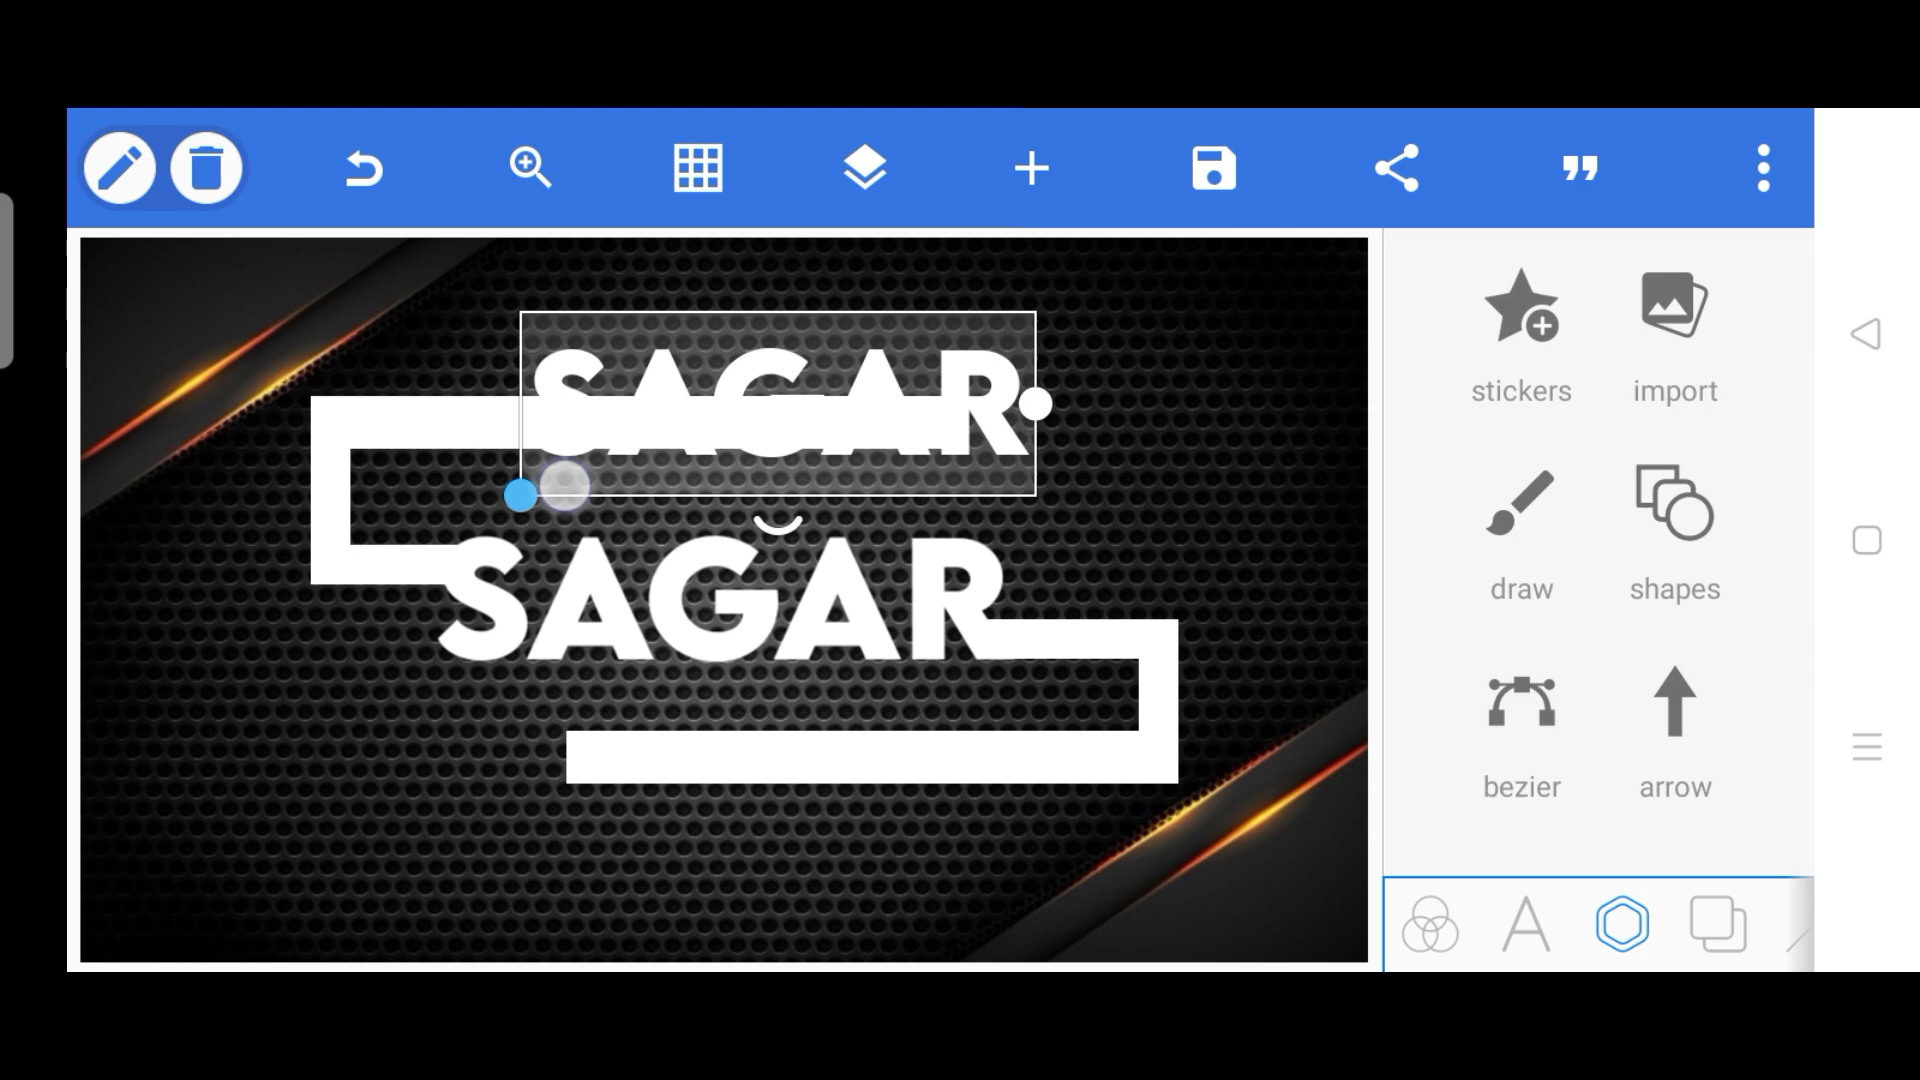 SAGAR
SAGAR
stickers import
draw shapes
bezier arrow